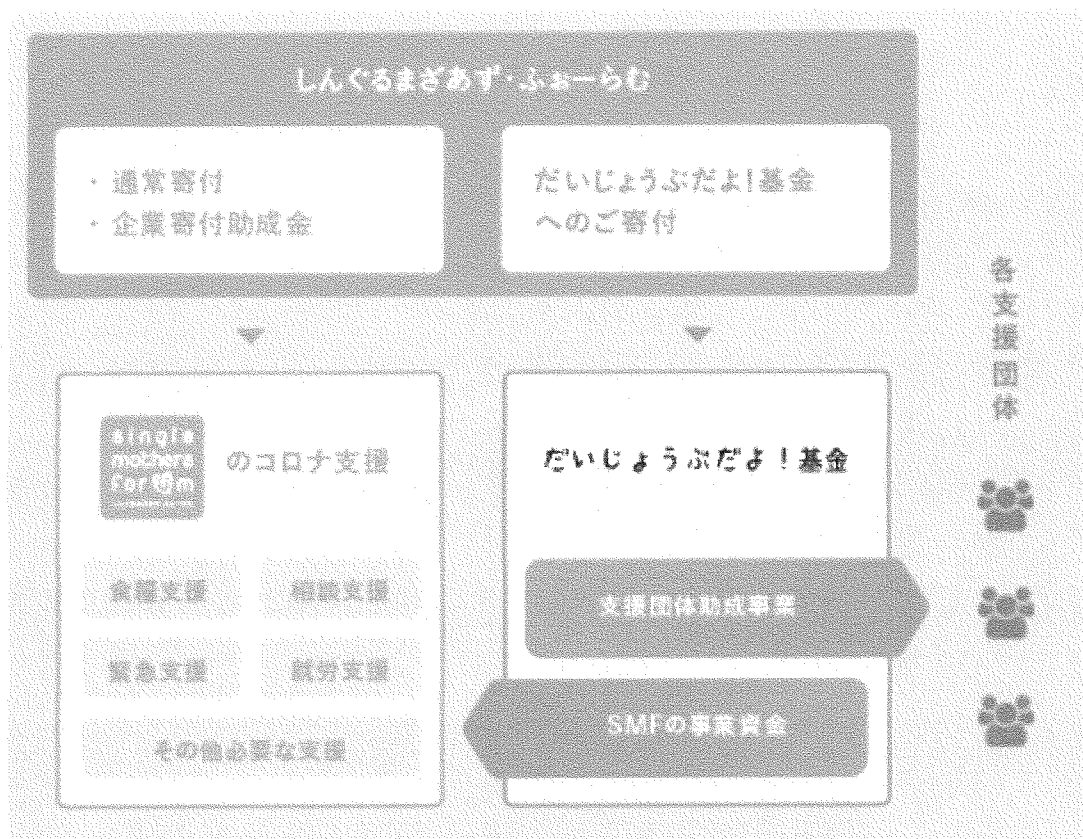 しんぐるまざあず・ふぉーらむ
・通常寄付
・企業寄付助成金
だいじょうぶだよ!基金
へのご寄付
single
mothers
forum
のコロナ支援
食糧支援
相談支援
緊急支援
就労支援
その他必要な支援
だいじょうぶだよ!基金
支援団体助成事業
SMFの事業資金
各支援団体